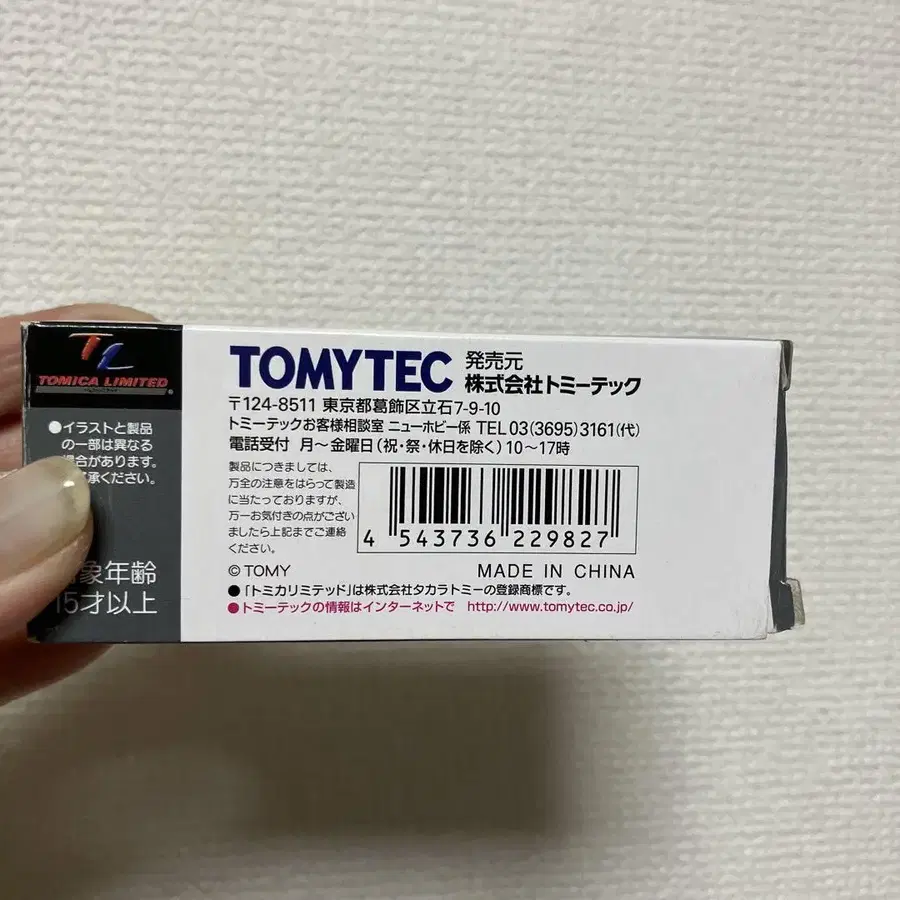 TL
TOMICA LIMITED
●イラストと製品
の一部は異なる
場合があります。
承ください。
象年齢
15才以上
TOMYTEC 発売元
株式会社トミーテック
〒124-8511 東京都葛飾区立石7-9-10
トミーテックお客様相談室 ニューホビー係 TEL 03(3695)3161(代)
電話受付 月~金曜日(祝・祭・休日を除く)10~17時
製品につきましては、
万全の注意をはらって製造
に当たっておりますが、
万一お気付きの点がござい
ましたら上記までご連絡
ください。
4 543736 229827
© TOMY MADE IN CHINA
●「トミカリミテッド」は株式会社タカラトミーの登録商標です。
●トミーテックの情報はインターネットで http://www.tomytec.co.jp/